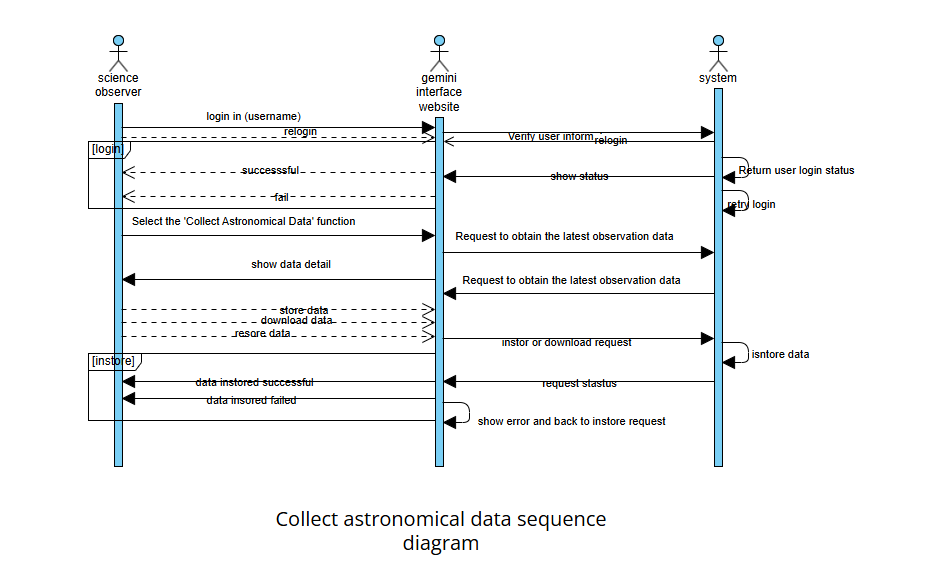 science
observer
gemini
interface
website
system
login in (username)
relogin
Verify user inform
relogin
[login]
successsful
show status
Return user login status
fail
retry login
Select the 'Collect Astronomical Data' function
Request to obtain the latest observation data
show data detail
Request to obtain the latest observation data
store data
download data
resore data
instor or download request
[instore]
isntore data
data instored successful
request stastus
data insored failed
show error and back to instore request
Collect astronomical data sequence
diagram